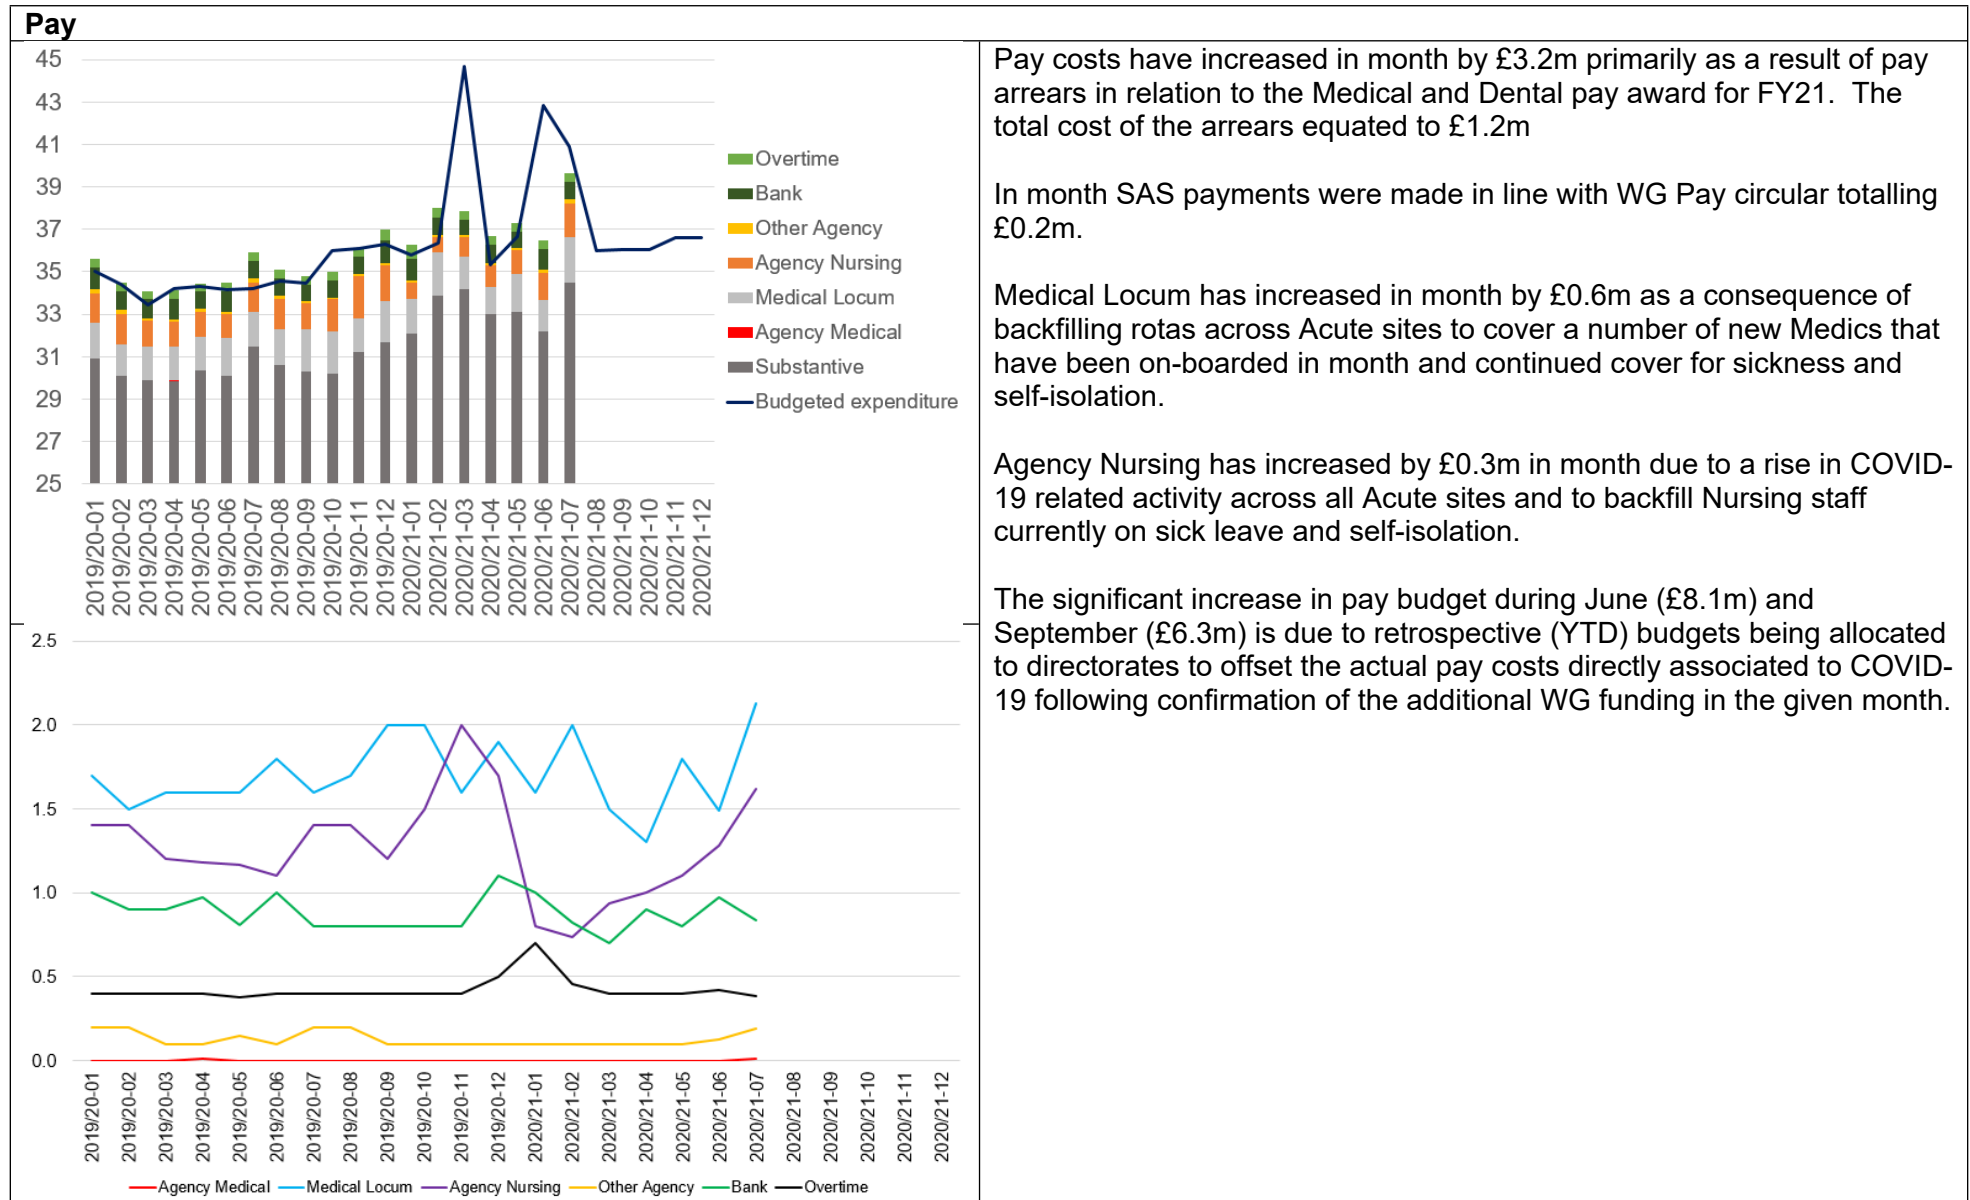 Pay
45
43
41
39
37
35
33
31
29
27
25
2019/20-01
2019/20-02
2019/20-03
2019/20-04
2019/20-05
2019/20-06
2019/20-07
2019/20-08
2019/20-09
2019/20-10
2019/20-11
2019/20-12
2020/21-01
2020/21-02
2020/21-03
2020/21-04
2020/21-05
2020/21-06
2020/21-07
2020/21-08
2020/21-09
2020/21-10
2020/21-11
2020/21-12
Overtime
Bank
Other Agency
Agency Nursing
Medical Locum
Agency Medical
Substantive
Budgeted expenditure
2.5
2.0
1.5
1.0
0.5
0.0
2019/20-01
2019/20-02
2019/20-03
2019/20-04
2019/20-05
2019/20-06
2019/20-07
2019/20-08
2019/20-09
2019/20-10
2019/20-11
2019/20-12
2020/21-01
2020/21-02
2020/21-03
2020/21-04
2020/21-05
2020/21-06
2020/21-07
2020/21-08
2020/21-09
2020/21-10
2020/21-11
2020/21-12
Agency Medical Medical Locum Agency Nursing Other Agency Bank Overtime
Pay costs have increased in month by £3.2m primarily as a result of pay
arrears in relation to the Medical and Dental pay award for FY21. The
total cost of the arrears equated to £1.2m
In month SAS payments were made in line with WG Pay circular totalling
£0.2m.
Medical Locum has increased in month by £0.6m as a consequence of
backfilling rotas across Acute sites to cover a number of new Medics that
have been on-boarded in month and continued cover for sickness and
self-isolation.
Agency Nursing has increased by £0.3m in month due to a rise in COVID-
19 related activity across all Acute sites and to backfill Nursing staff
currently on sick leave and self-isolation.
The significant increase in pay budget during June (£8.1m) and
September (£6.3m) is due to retrospective (YTD) budgets being allocated
to directorates to offset the actual pay costs directly associated to COVID-
19 following confirmation of the additional WG funding in the given month.